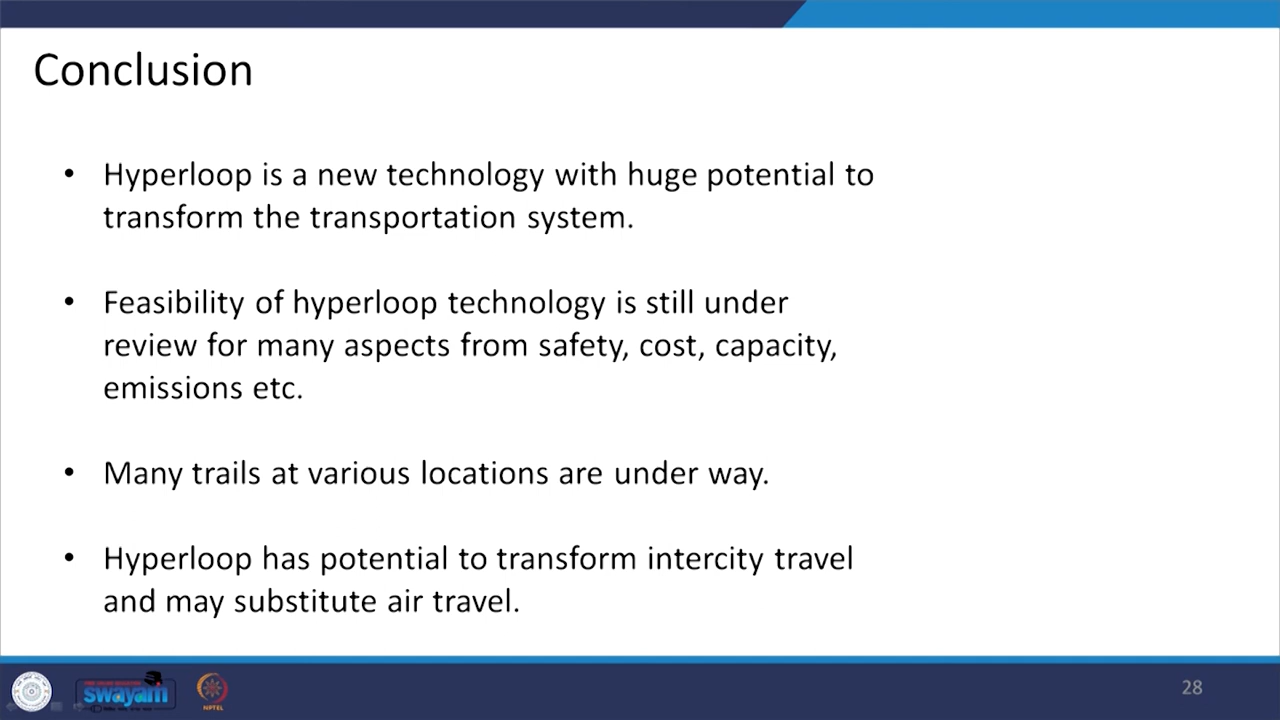 Conclusion
• Hyperloop is a new technology with huge potential to
transform the transportation system.
• Feasibility of hyperloop technology is still under
review for many aspects from safety, cost, capacity,
emissions etc.
• Many trails at various locations are under way.
• Hyperloop has potential to transform intercity travel
and may substitute air travel.
swayam
NPTEL
28